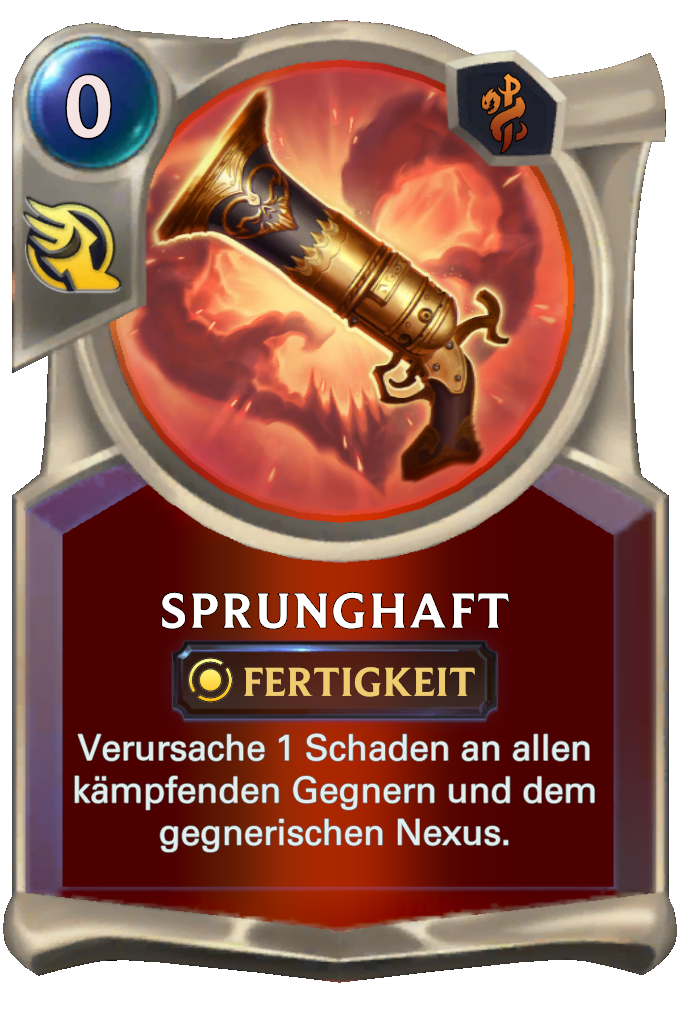 0
SPRUNGHAFT
FERTIGKEIT
Verursache 1 Schaden an allen
kämpfenden Gegnern und dem
gegnerischen Nexus.